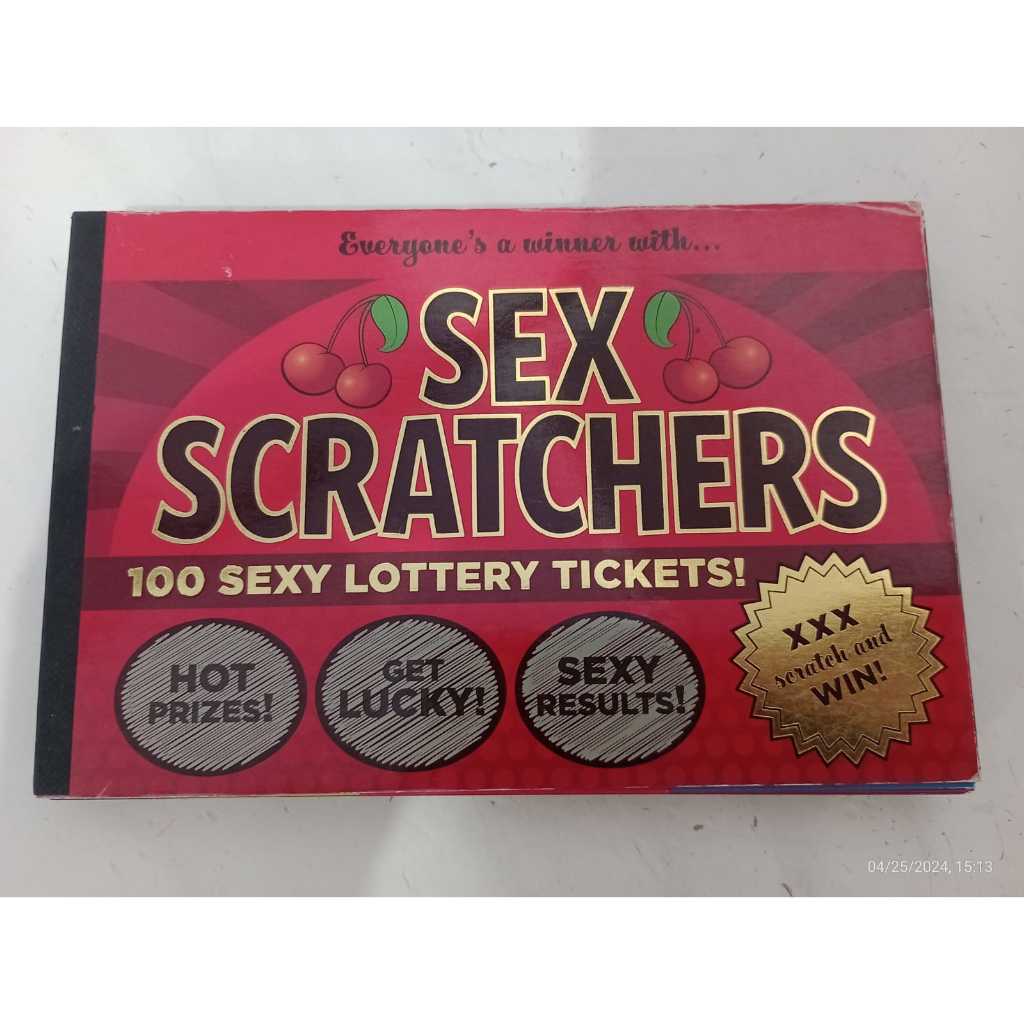 Everyone's a winner with...
SEX
SCRATCHERS
100 SEXY LOTTERY TICKETS!
HOT
PRIZES!
GET
LUCKY!
SEXY
RESULTS!
XXX
scratch and
WIN!
04/25/2024, 15:13